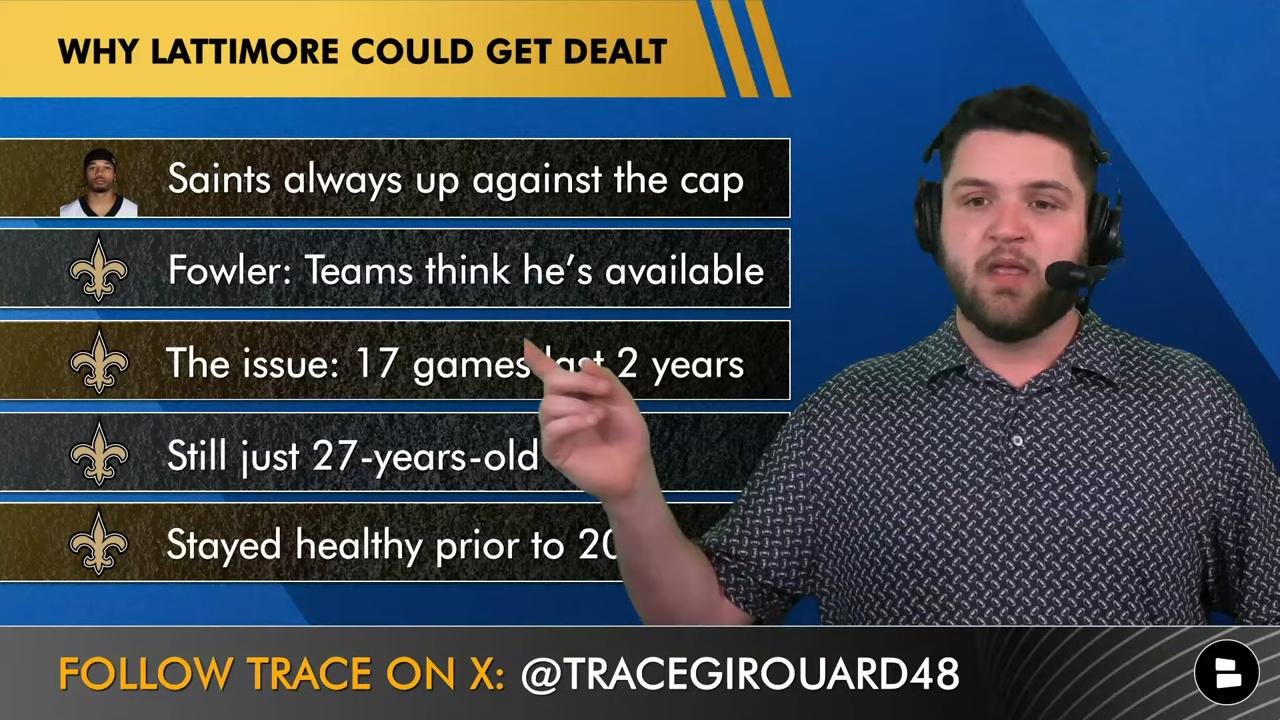 WHY LATTIMORE COULD GET DEALT
Saints always up against the cap
Fowler: Teams think he's available
The issue: 17 games last 2 years
Still just 27-years-old
Stayed healthy prior to
FOLLOW TRACE ON X: @TRACEGIROUARD48